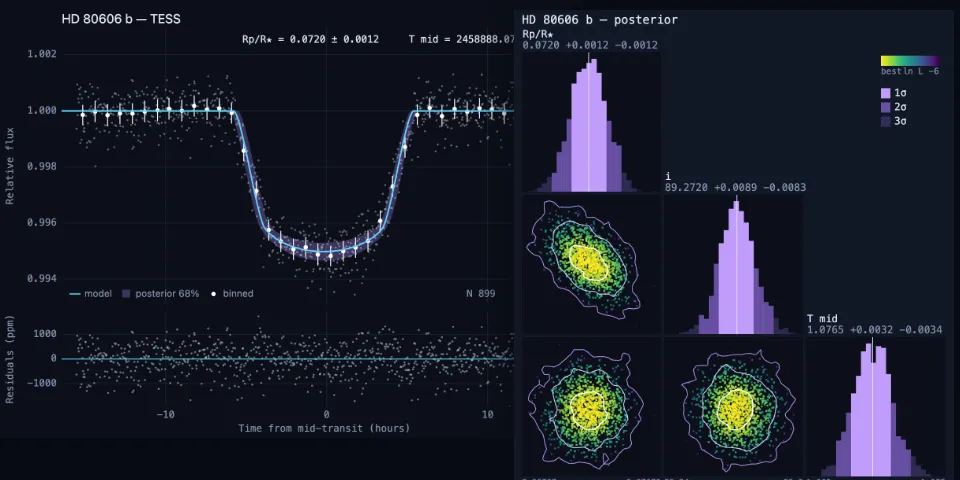 HD 80606 b — TESS
Rp/R★ = 0.0720 ± 0.0012
T mid = 2458888.07
1.002
1.000
0.998
0.996
0.994
Relative flux
model
posterior 68%
binned
N 899
1000
0
−1000
Residuals (ppm)
−10
0
10
Time from mid-transit (hours)
HD 80606 b — posterior
Rp/R★
0.0720 +0.0012 −0.0012
best ln L −6
1σ
2σ
3σ
i
89.2720 +0.0089 −0.0083
T mid
1.0765 +0.0032 −0.0034